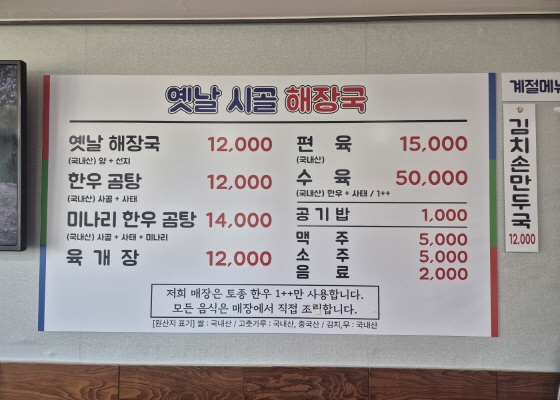 옛날 시골 해장국
옛날 해장국 12,000
(국내산) 양 + 선지
한우 곰탕 12,000
(국내산) 사골 + 사태
미나리 한우 곰탕 14,000
(국내산) 사골 + 사태 + 미나리
육개장 12,000
편육 15,000
(국내산)
수육 50,000
(국내산) 한우 + 사태 / 1++
공기밥 1,000
맥주 5,000
소주 5,000
음료 2,000
저희 매장은 토종 한우 1++만 사용합니다.
모든 음식은 매장에서 직접 조립합니다.
[원산지 표기] 쌀 : 국내산 / 고춧가루 : 국내산, 중국산 / 김치,무 : 국내산
계절메뉴
김치손만두국
12,000